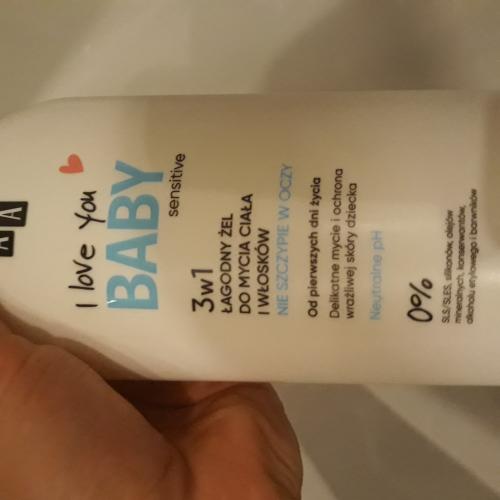 AA
I love you
BABY
sensitive
3w1
ŁAGODNY ŻEL
DO MYCIA CIAŁA
I WŁOSKÓW
NIE SZCZYPIE W OCZY
Od pierwszych dni życia
Delikatne mycie i ochrona
wrażliwej skóry dziecka
Neutralne pH
0%
SLS/SLES, silikonów, olejów
mineralnych, konserwantów,
alkoholu etylowego i barwników